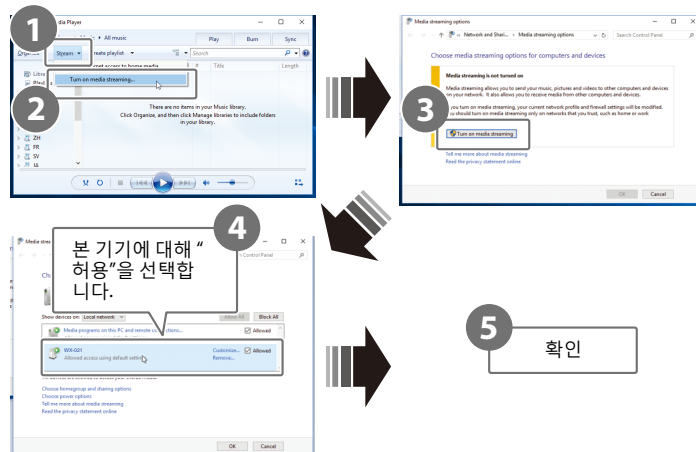 1
dia Player
Music ▸ All music
Play Burn Sync
Stream ▾ reate playlist ▾
Search
Title Length
Turn on media streaming...
2
There are no items in your Music library.
Click Organize, and then click Manage libraries to include folders
in your library.
ZH
FR
SV
Media streaming options
Network and Shari... ▸ Media streaming options
Search Control Panel
Choose media streaming options for computers and devices
Media streaming is not turned on
Media streaming allows you to send your music, pictures and videos to other computers and devices
on your network. It also allows you to receive media from other computers and devices.
3
you turn on media streaming, your current network profile and firewall settings will be modified.
ou should turn on media streaming only on networks that you trust, such as home or work
Turn on media streaming
Tell me more about media streaming
Read the privacy statement online
OK Cancel
4
Media strea
Control Panel
본 기기에 대해 “
허용”을 선택합
니다.
Show devices on: Local network
Allow All Block All
Media programs on this PC and remote connections...
Allowed
WX-021
Allowed access using default settings
Customize...
Remove...
Allowed
Choose homegroup and sharing options
Choose power options
Tell me more about media streaming
Read the privacy statement online
OK Cancel
5
확인